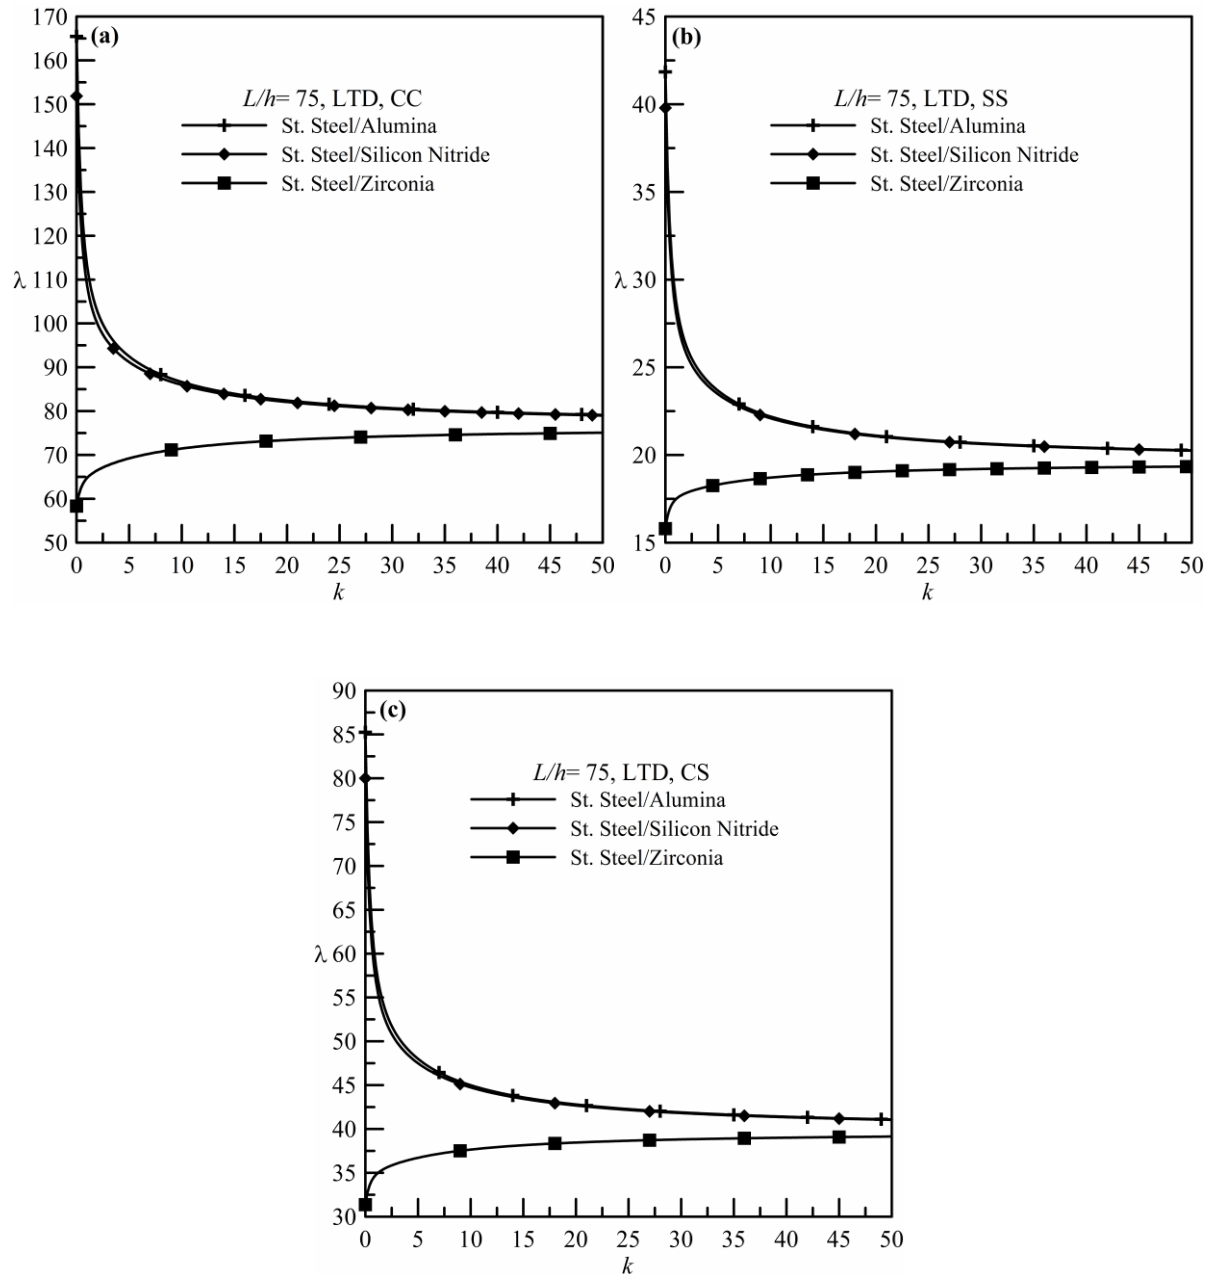 170
(a)
160
150
140
130
120
λ 110
100
90
80
70
60
50
L/h= 75, LTD, CC
St. Steel/Alumina
St. Steel/Silicon Nitride
St. Steel/Zirconia
0 5 10 15 20 25 30 35 40 45 50
k
45
(b)
40
35
λ 30
25
20
15
L/h= 75, LTD, SS
St. Steel/Alumina
St. Steel/Silicon Nitride
St. Steel/Zirconia
0 5 10 15 20 25 30 35 40 45 50
k
90
(c)
85
80
75
70
65
λ 60
55
50
45
40
35
30
L/h= 75, LTD, CS
St. Steel/Alumina
St. Steel/Silicon Nitride
St. Steel/Zirconia
0 5 10 15 20 25 30 35 40 45 50
k